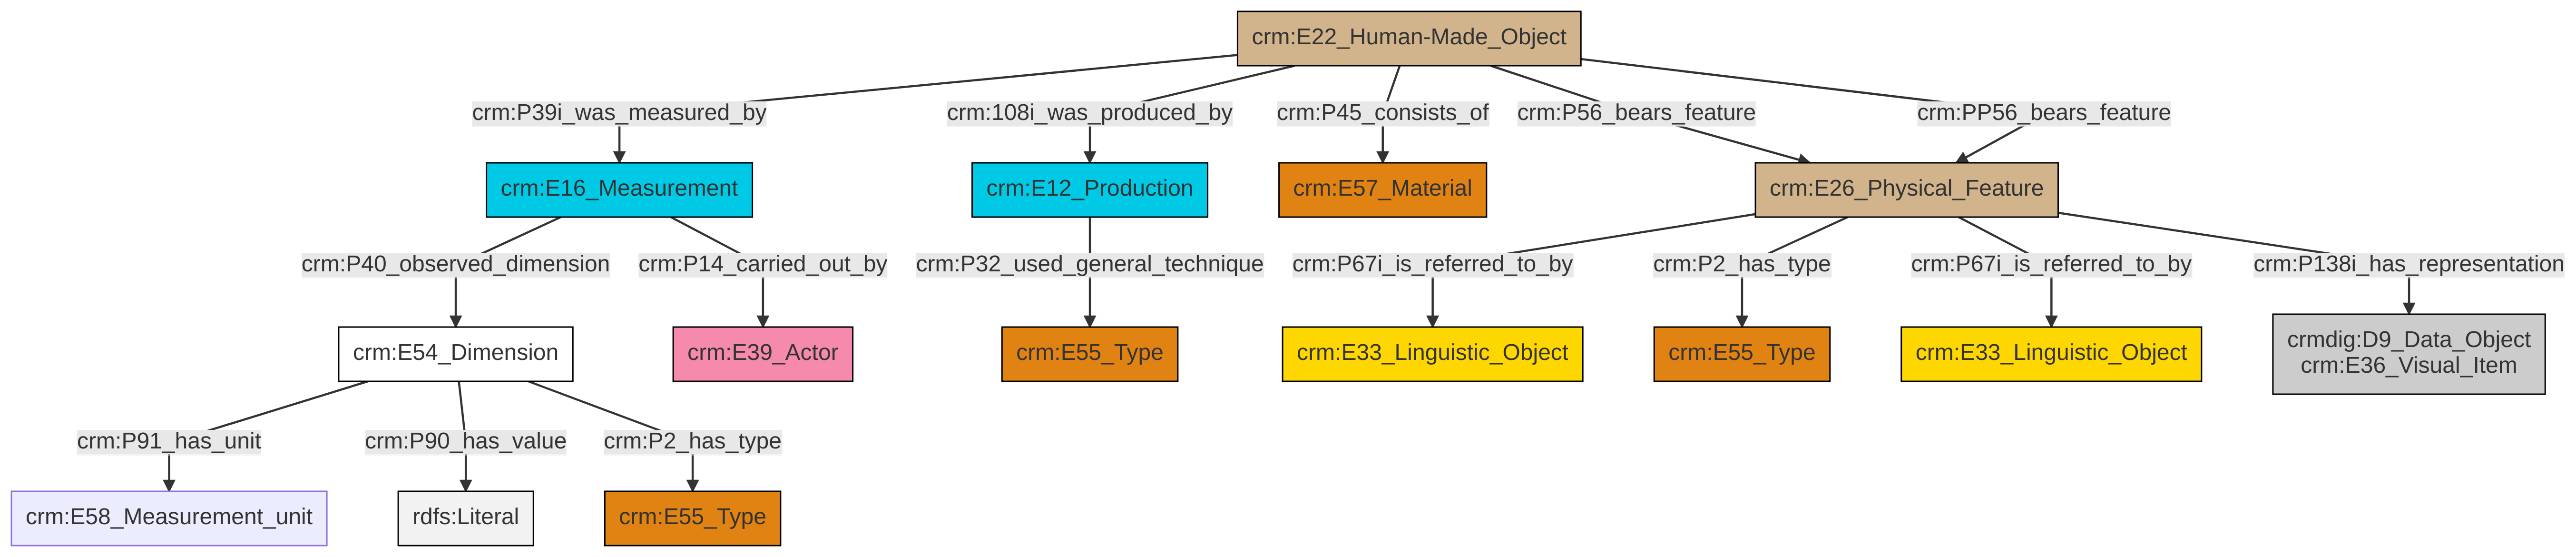 crm:E22_Human-Made_Object
crm:P39i_was_measured_by
crm:108i_was_produced_by
crm:P45_consists_of
crm:P56_bears_feature
crm:PP56_bears_feature
crm:E16_Measurement
crm:E12_Production
crm:E57_Material
crm:E26_Physical_Feature
crm:P40_observed_dimension
crm:P14_carried_out_by
crm:P32_used_general_technique
crm:P67i_is_referred_to_by
crm:P2_has_type
crm:P67i_is_referred_to_by
crm:P138i_has_representation
crm:E54_Dimension
crm:E39_Actor
crm:E55_Type
crm:E33_Linguistic_Object
crm:E55_Type
crm:E33_Linguistic_Object
crmdig:D9_Data_Object
crm:E36_Visual_Item
crm:P91_has_unit
crm:P90_has_value
crm:P2_has_type
crm:E58_Measurement_unit
rdfs:Literal
crm:E55_Type